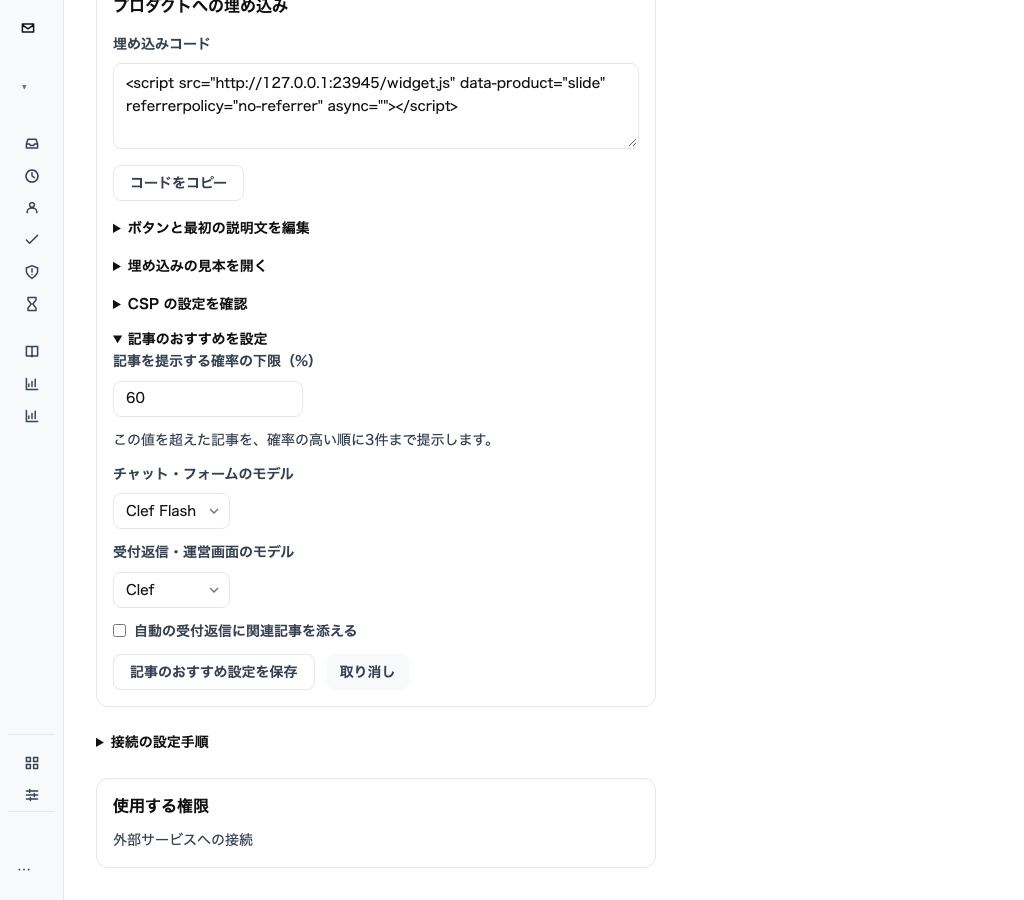 プロダクトへの埋め込み
埋め込みコード
<script src="http://127.0.0.1:23945/widget.js" data-product="slide"
referrerpolicy="no-referrer" async=""></script>
コードをコピー
ボタンと最初の説明文を編集
埋め込みの見本を開く
CSP の設定を確認
記事のおすすめを設定
記事を提示する確率の下限（%）
60
この値を超えた記事を、確率の高い順に3件まで提示します。
チャット・フォームのモデル
Clef Flash
受付返信・運営画面のモデル
Clef
自動の受付返信に関連記事を添える
記事のおすすめ設定を保存 取り消し
接続の設定手順
使用する権限
外部サービスへの接続